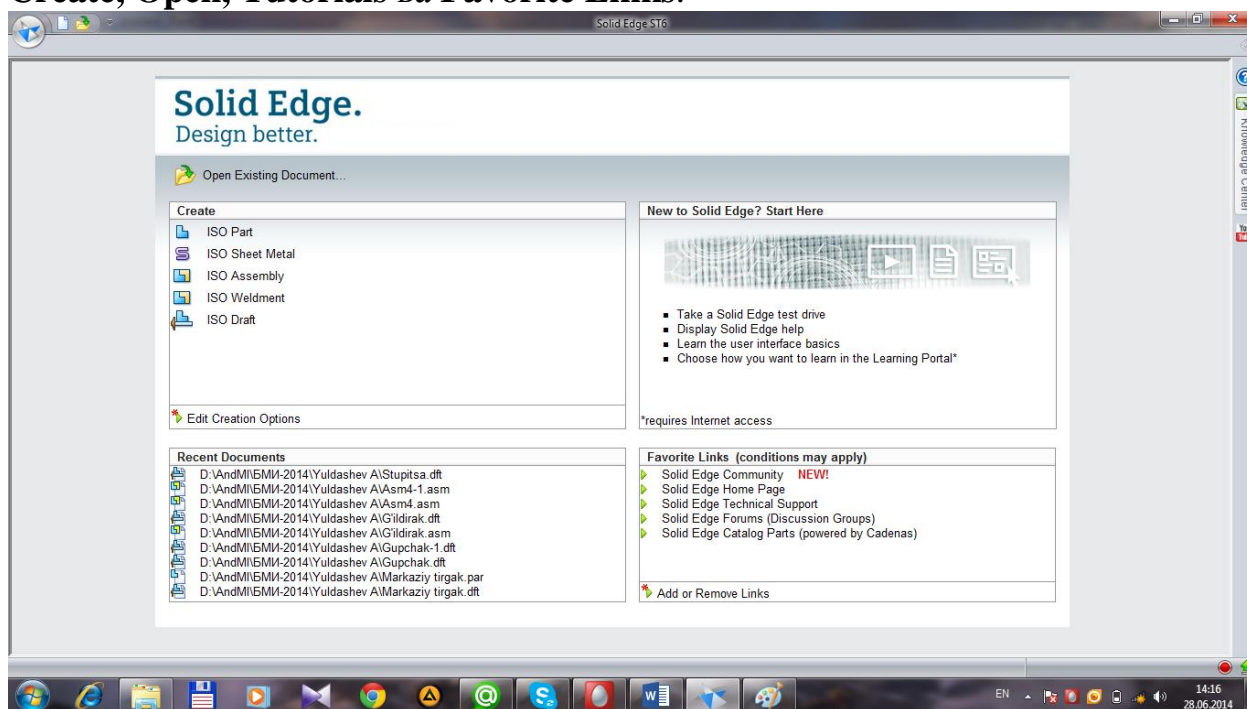 Create, Open, Tutorials ва Favorite Links.
Solid Edge ST6
Solid Edge.
Design better.
Open Existing Document...
Create
ISO Part
ISO Sheet Metal
ISO Assembly
ISO Weldment
ISO Draft
Edit Creation Options
New to Solid Edge? Start Here
Take a Solid Edge test drive
Display Solid Edge help
Learn the user interface basics
Choose how you want to learn in the Learning Portal*
*requires Internet access
Recent Documents
D:\AndMI\БМИ-2014\Yuldashev A\Stupitsa.dft
D:\AndMI\БМИ-2014\Yuldashev A\Asm4-1.asm
D:\AndMI\БМИ-2014\Yuldashev A\Asm4.asm
D:\AndMI\БМИ-2014\Yuldashev A\G'ildirak.dft
D:\AndMI\БМИ-2014\Yuldashev A\G'ildirak.asm
D:\AndMI\БМИ-2014\Yuldashev A\Gupchak-1.dft
D:\AndMI\БМИ-2014\Yuldashev A\Gupchak.dft
D:\AndMI\БМИ-2014\Yuldashev A\Markaziy tirgak.par
D:\AndMI\БМИ-2014\Yuldashev A\Markaziy tirgak.dft
Favorite Links (conditions may apply)
Solid Edge Community NEW!
Solid Edge Home Page
Solid Edge Technical Support
Solid Edge Forums (Discussion Groups)
Solid Edge Catalog Parts (powered by Cadenas)
Add or Remove Links
Knowledge Center
EN
14:16
28.06.2014